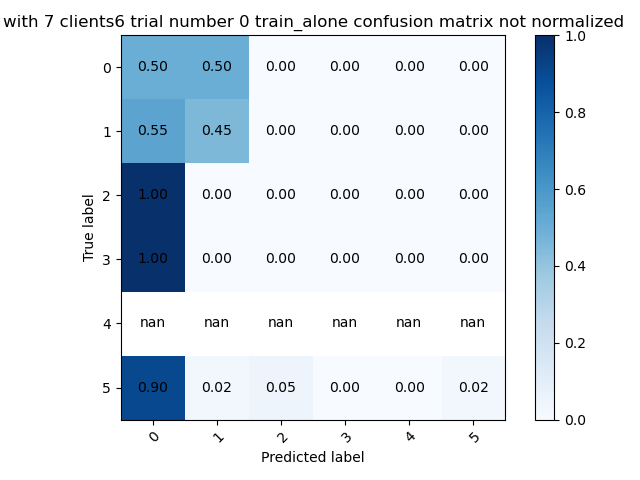 with 7 clients6 trial number 0 train_alone confusion matrix not normalized
0 0.50 0.50 0.00 0.00 0.00 0.00
1 0.55 0.45 0.00 0.00 0.00 0.00
2 1.00 0.00 0.00 0.00 0.00 0.00
3 1.00 0.00 0.00 0.00 0.00 0.00
4 nan nan nan nan nan nan
5 0.90 0.02 0.05 0.00 0.00 0.02
0 1 2 3 4 5
True label
Predicted label
1.0
0.8
0.6
0.4
0.2
0.0